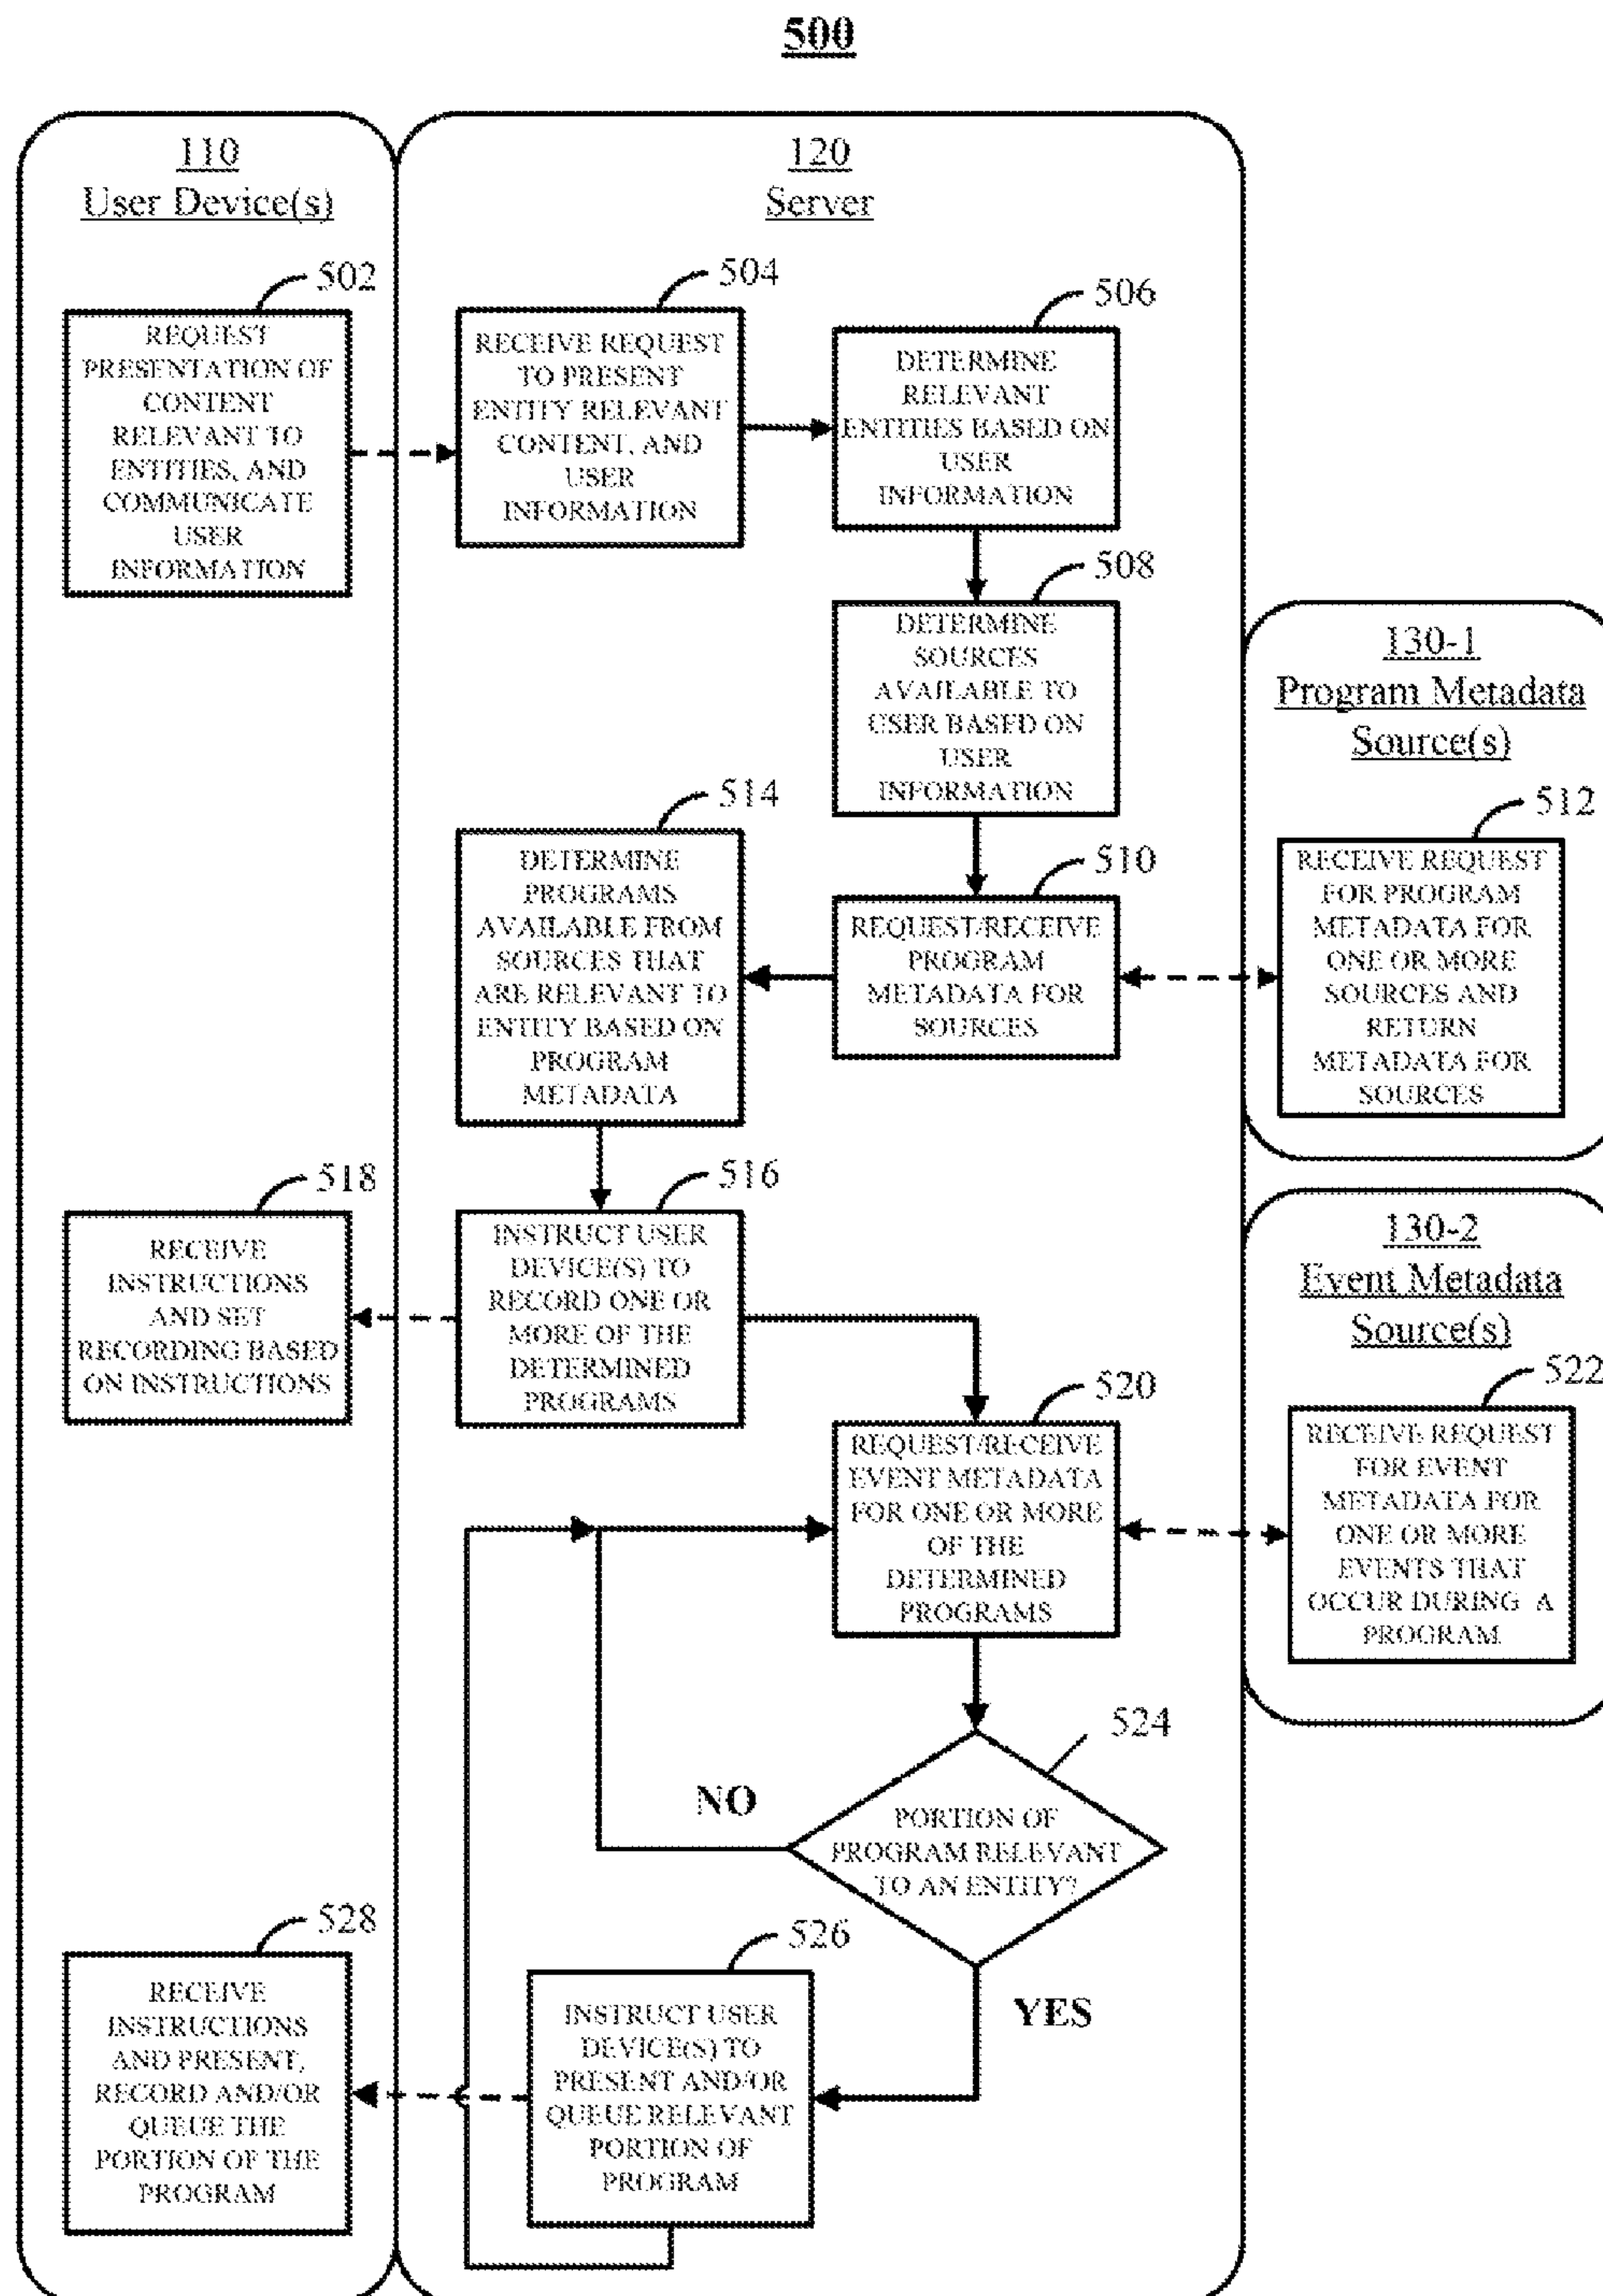 500
110
User Device(s)
120
Server
502
REQUEST
PRESENTATION OF
CONTENT
RELEVANT TO
ENTITIES, AND
COMMUNICATE
USER
INFORMATION
504
RECEIVE REQUEST
TO PRESENT
ENTITY RELEVANT
CONTENT, AND
USER
INFORMATION
506
DETERMINE
RELEVANT
ENTITIES BASED ON
USER
INFORMATION
508
DETERMINE
SOURCES
AVAILABLE TO
USER BASED ON
USER
INFORMATION
130-1
Program Metadata
Source(s)
510
REQUEST/RECEIVE
PROGRAM
METADATA FOR
SOURCES
512
RECEIVE REQUEST
FOR PROGRAM
METADATA FOR
ONE OR MORE
SOURCES AND
RETURN
METADATA FOR
SOURCES
514
DETERMINE
PROGRAMS
AVAILABLE FROM
SOURCES THAT
ARE RELEVANT TO
ENTITY BASED ON
PROGRAM
METADATA
516
INSTRUCT USER
DEVICE(S) TO
RECORD ONE OR
MORE OF THE
DETERMINED
PROGRAMS
518
RECEIVE
INSTRUCTIONS
AND SET
RECORDING BASED
ON INSTRUCTIONS
130-2
Event Metadata
Source(s)
520
REQUEST/RECEIVE
EVENT METADATA
FOR ONE OR MORE
OF THE
DETERMINED
PROGRAMS
522
RECEIVE REQUEST
FOR EVENT
METADATA FOR
ONE OR MORE
EVENTS THAT
OCCUR DURING A
PROGRAM
524
PORTION OF
PROGRAM RELEVANT
TO AN ENTITY?
NO
YES
526
INSTRUCT USER
DEVICE(S) TO
PRESENT AND/OR
QUEUE RELEVANT
PORTION OF
PROGRAM
528
RECEIVE
INSTRUCTIONS
AND PRESENT,
RECORD AND/OR
QUEUE THE
PORTION OF THE
PROGRAM